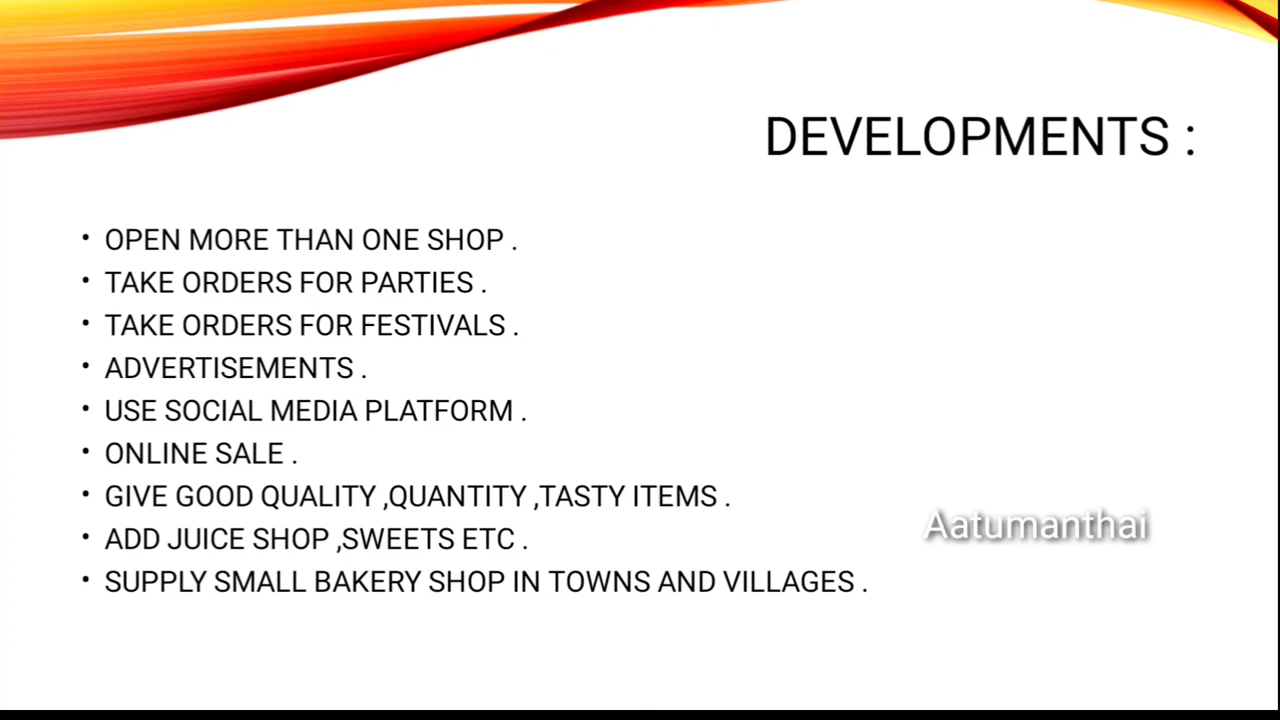 DEVELOPMENTS :
• OPEN MORE THAN ONE SHOP .
• TAKE ORDERS FOR PARTIES .
• TAKE ORDERS FOR FESTIVALS .
• ADVERTISEMENTS .
• USE SOCIAL MEDIA PLATFORM .
• ONLINE SALE .
• GIVE GOOD QUALITY ,QUANTITY ,TASTY ITEMS .
• ADD JUICE SHOP ,SWEETS ETC .
• SUPPLY SMALL BAKERY SHOP IN TOWNS AND VILLAGES .
Aatumanthai